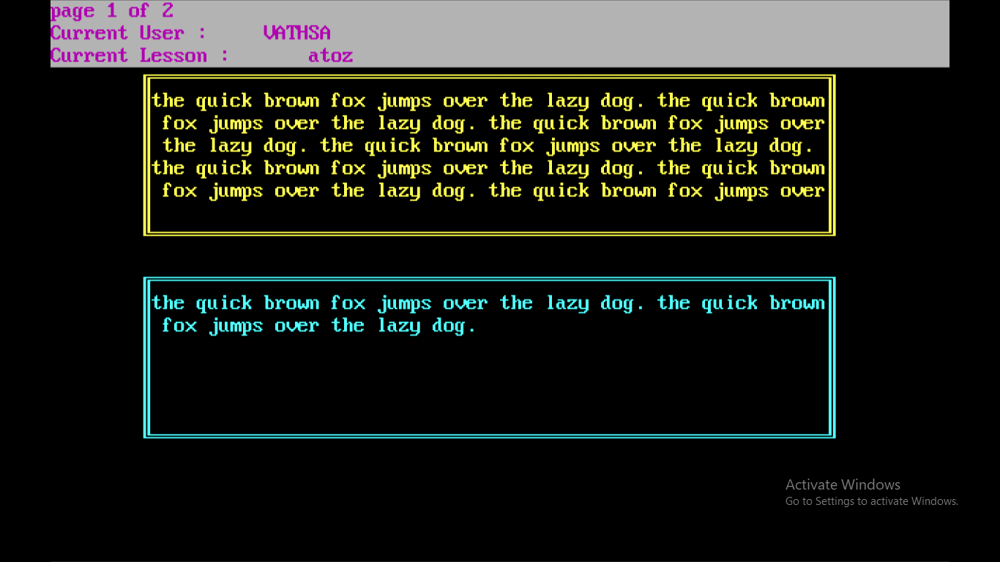 page 1 of 2
Current User : VATHSA
Current Lesson : atoz
the quick brown fox jumps over the lazy dog. the quick brown
fox jumps over the lazy dog. the quick brown fox jumps over
the lazy dog. the quick brown fox jumps over the lazy dog.
the quick brown fox jumps over the lazy dog. the quick brown
fox jumps over the lazy dog. the quick brown fox jumps over
the quick brown fox jumps over the lazy dog. the quick brown
fox jumps over the lazy dog.
Activate Windows
Go to Settings to activate Windows.